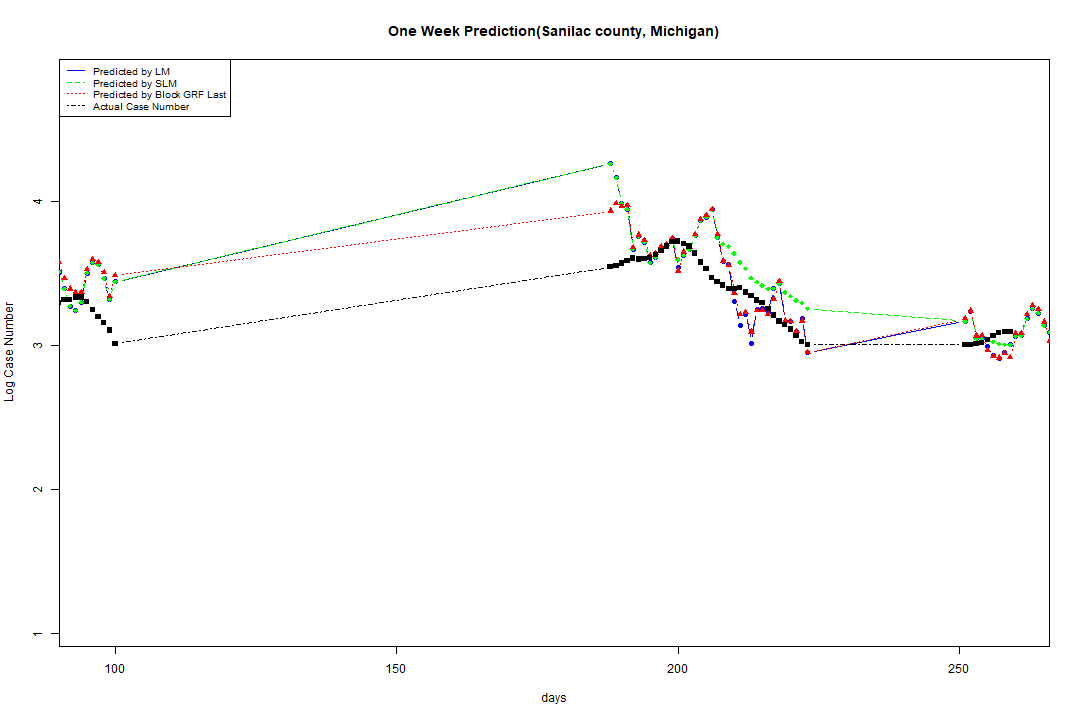 One Week Prediction(Sanilac county, Michigan)
Predicted by LM
Predicted by SLM
Predicted by Block GRF Last
Actual Case Number
Log Case Number
4
3
2
1
100
150
200
250
days